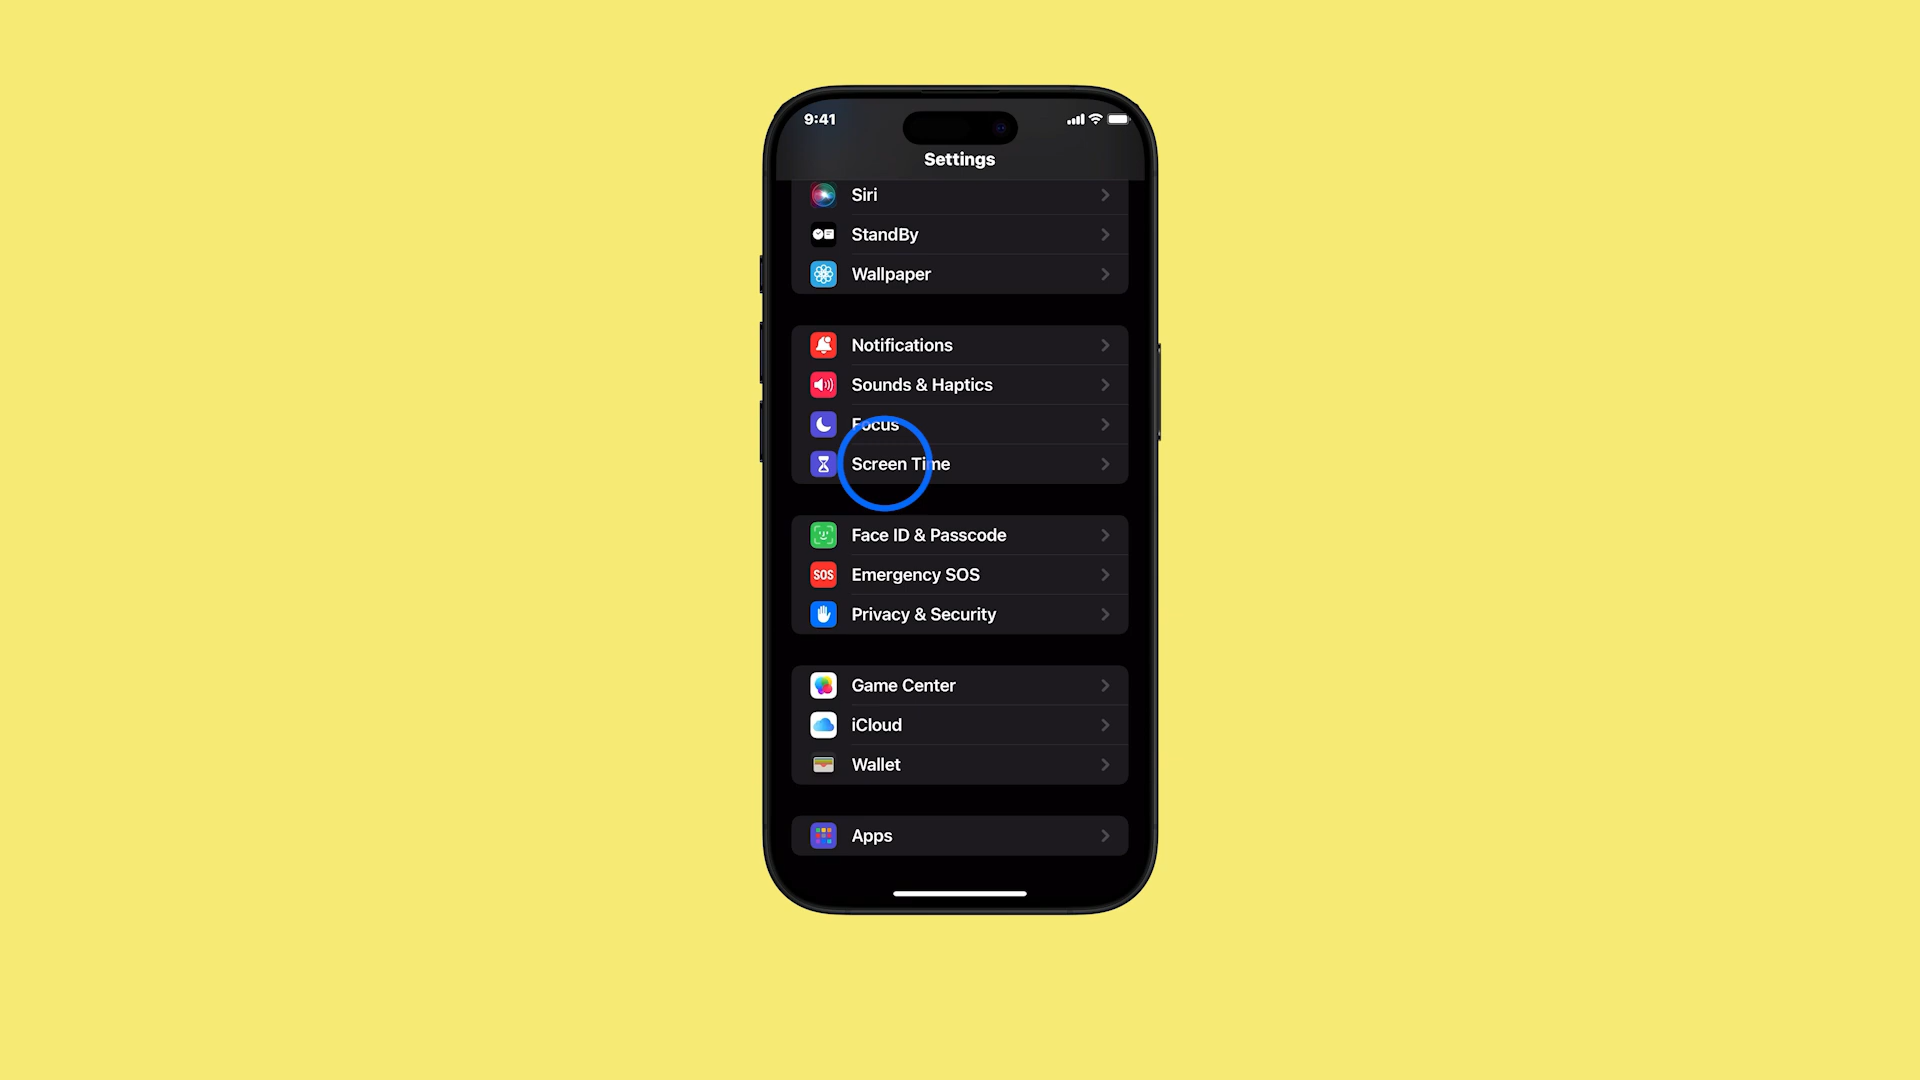 9:41
Settings
Siri
StandBy
Wallpaper
Notifications
Sounds & Haptics
Focus
Screen Time
Face ID & Passcode
SOS
Emergency SOS
Privacy & Security
Game Center
iCloud
Wallet
Apps